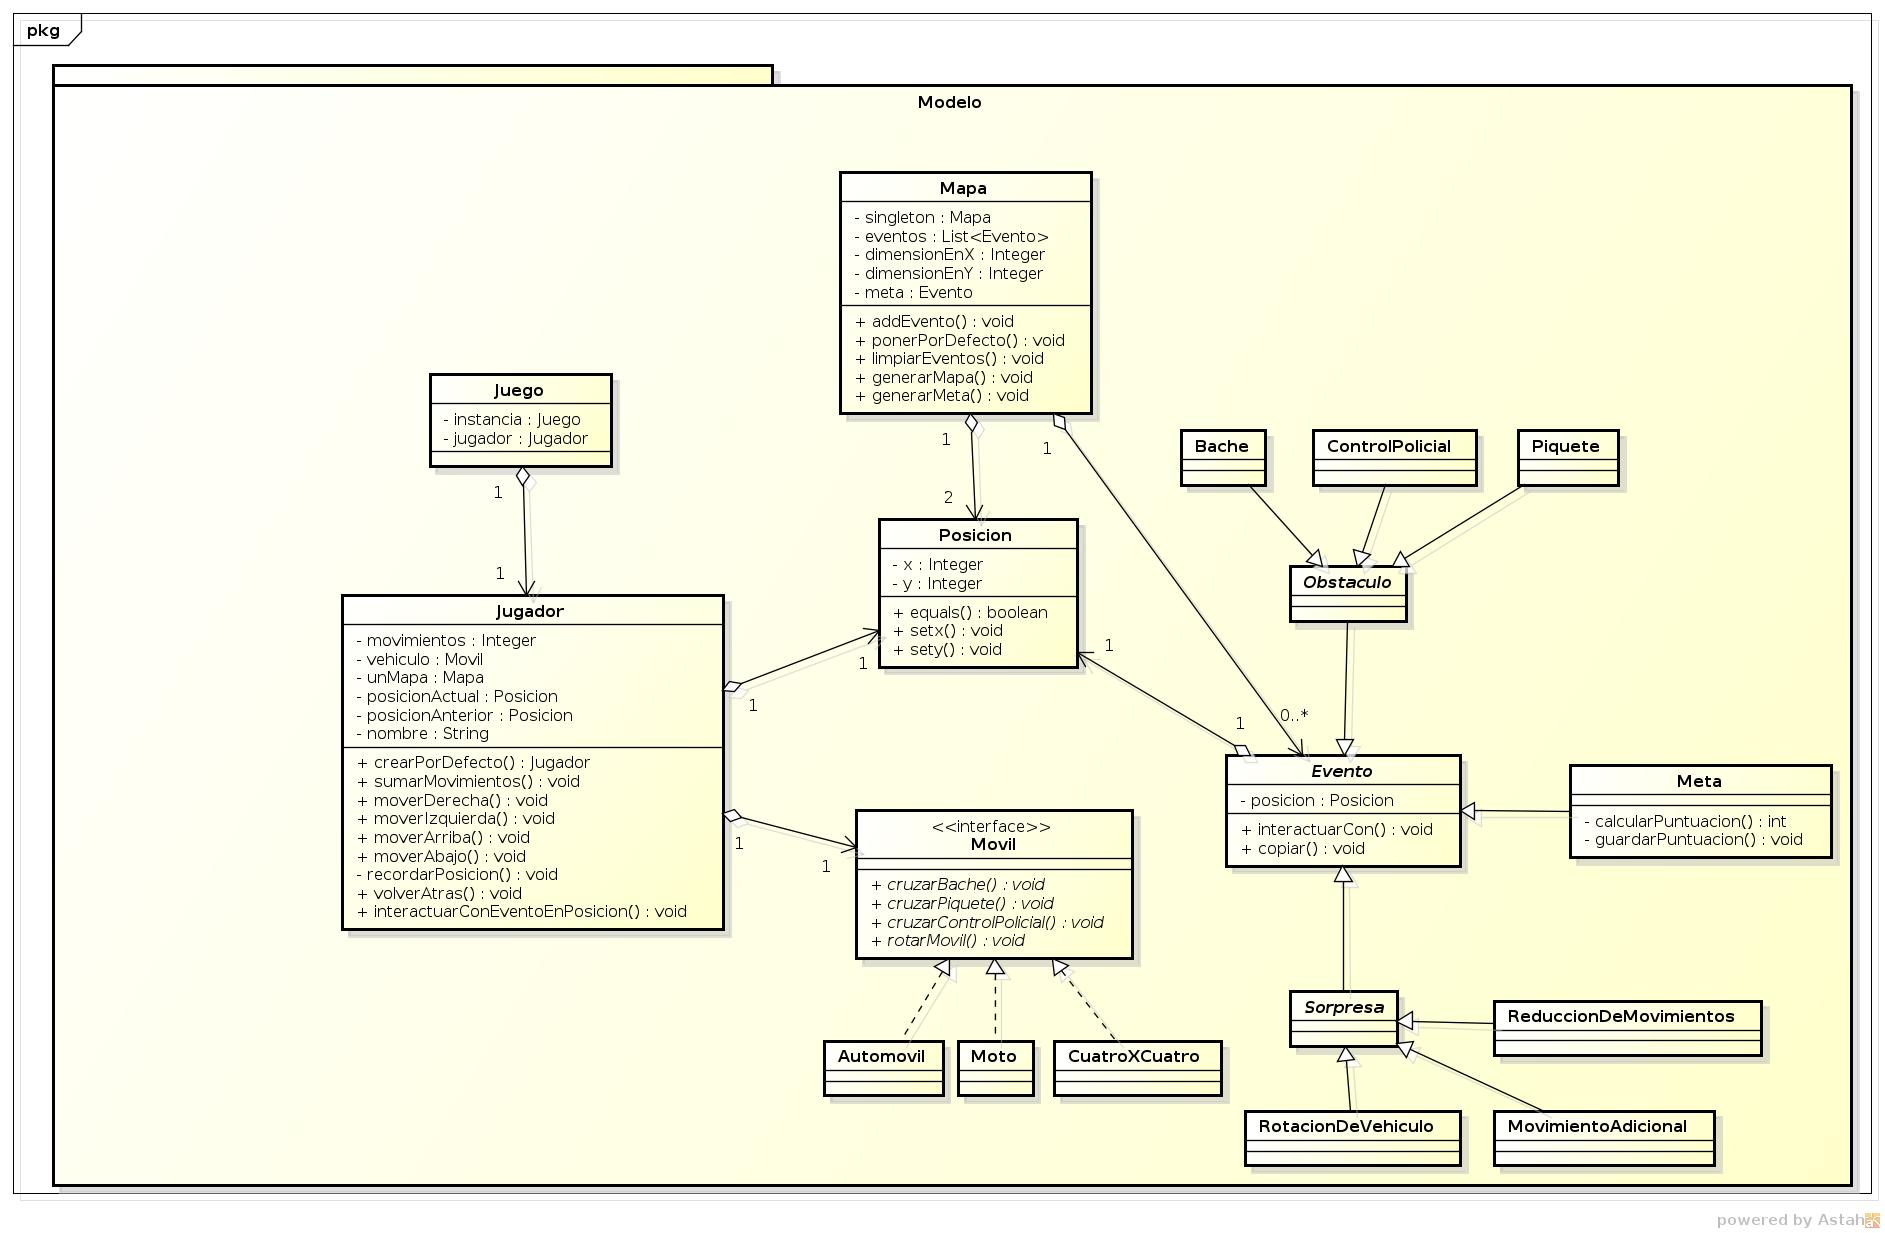 pkg
Modelo
Mapa
- singleton : Mapa
- eventos : List<Evento>
- dimensionEnX : Integer
- dimensionEnY : Integer
- meta : Evento
+ addEvento() : void
+ ponerPorDefecto() : void
+ limpiarEventos() : void
+ generarMapa() : void
+ generarMeta() : void
Juego
- instancia : Juego
- jugador : Jugador
1
1
1
2
1
0..*
Bache
ControlPolicial
Piquete
Obstaculo
Posicion
- x : Integer
- y : Integer
+ equals() : boolean
+ setx() : void
+ sety() : void
Jugador
- movimientos : Integer
- vehiculo : Movil
- unMapa : Mapa
- posicionActual : Posicion
- posicionAnterior : Posicion
- nombre : String
+ crearPorDefecto() : Jugador
+ sumarMovimientos() : void
+ moverDerecha() : void
+ moverIzquierda() : void
+ moverArriba() : void
+ moverAbajo() : void
- recordarPosicion() : void
+ volverAtras() : void
+ interactuarConEventoEnPosicion() : void
1
1
1
1
1
1
Evento
- posicion : Posicion
+ interactuarCon() : void
+ copiar() : void
Meta
- calcularPuntuacion() : int
- guardarPuntuacion() : void
<<interface>>
Movil
+ cruzarBache() : void
+ cruzarPiquete() : void
+ cruzarControlPolicial() : void
+ rotarMovil() : void
Automovil
Moto
CuatroXCuatro
Sorpresa
ReduccionDeMovimientos
RotacionDeVehiculo
MovimientoAdicional
powered by Astah